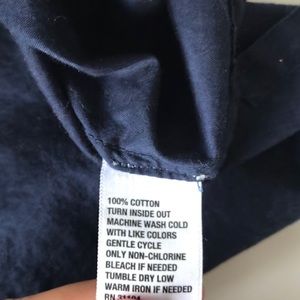 100% COTTON
TURN INSIDE OUT
MACHINE WASH COLD
WITH LIKE COLORS
GENTLE CYCLE
ONLY NON-CHLORINE
BLEACH IF NEEDED
TUMBLE DRY LOW
WARM IRON IF NEEDED
RN